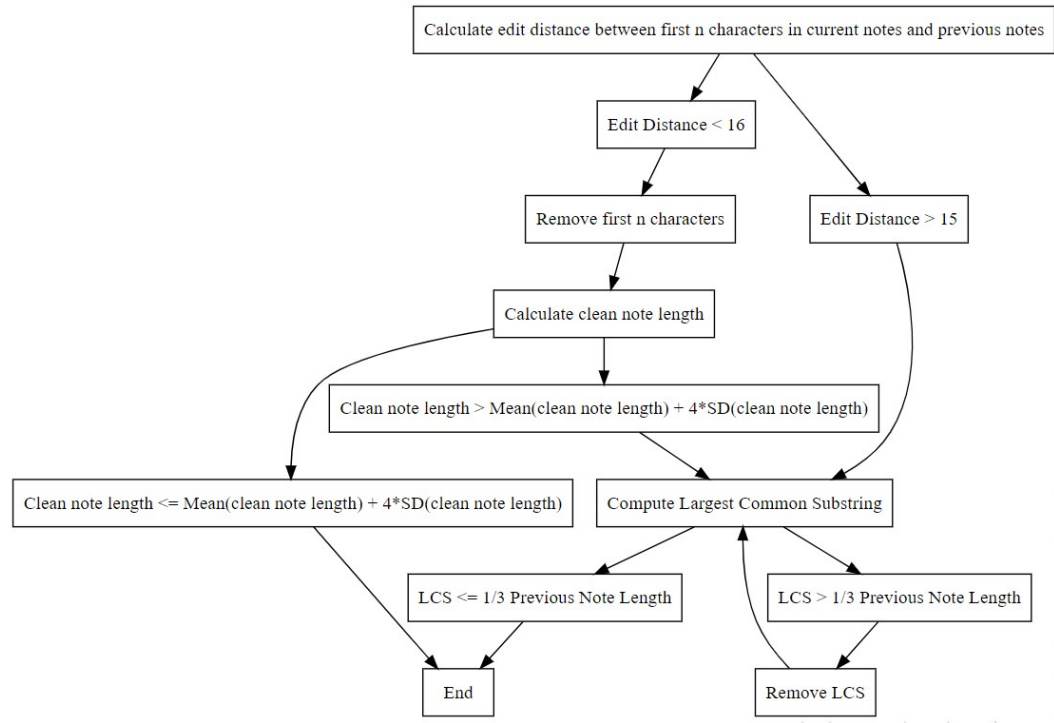 Calculate edit distance between first n characters in current notes and previous notes
Edit Distance < 16
Remove first n characters
Edit Distance > 15
Calculate clean note length
Clean note length > Mean(clean note length) + 4*SD(clean note length)
Clean note length <= Mean(clean note length) + 4*SD(clean note length)
Compute Largest Common Substring
LCS <= 1/3 Previous Note Length
LCS > 1/3 Previous Note Length
End
Remove LCS